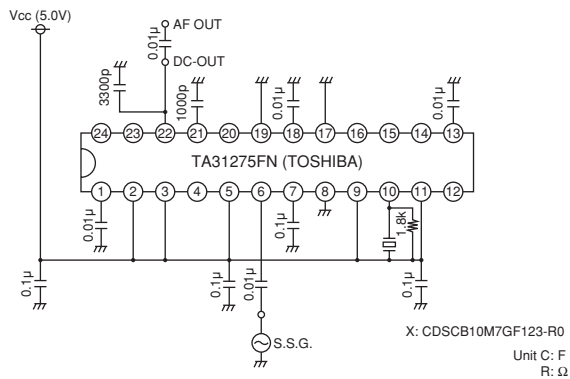 Vcc (5.0V)
AF OUT
0.01μ
DC-OUT
3300p
1000p
0.01μ
0.01μ
24 23 22 21 20 19 18 17 16 15 14 13
TA31275FN (TOSHIBA)
1 2 3 4 5 6 7 8 9 10 11 12
0.01μ
0.1μ
1.8k
0.1μ
0.1μ
0.01μ
0.1μ
S.S.G.
X: CDSCB10M7GF123-R0
Unit C: F
R: Ω